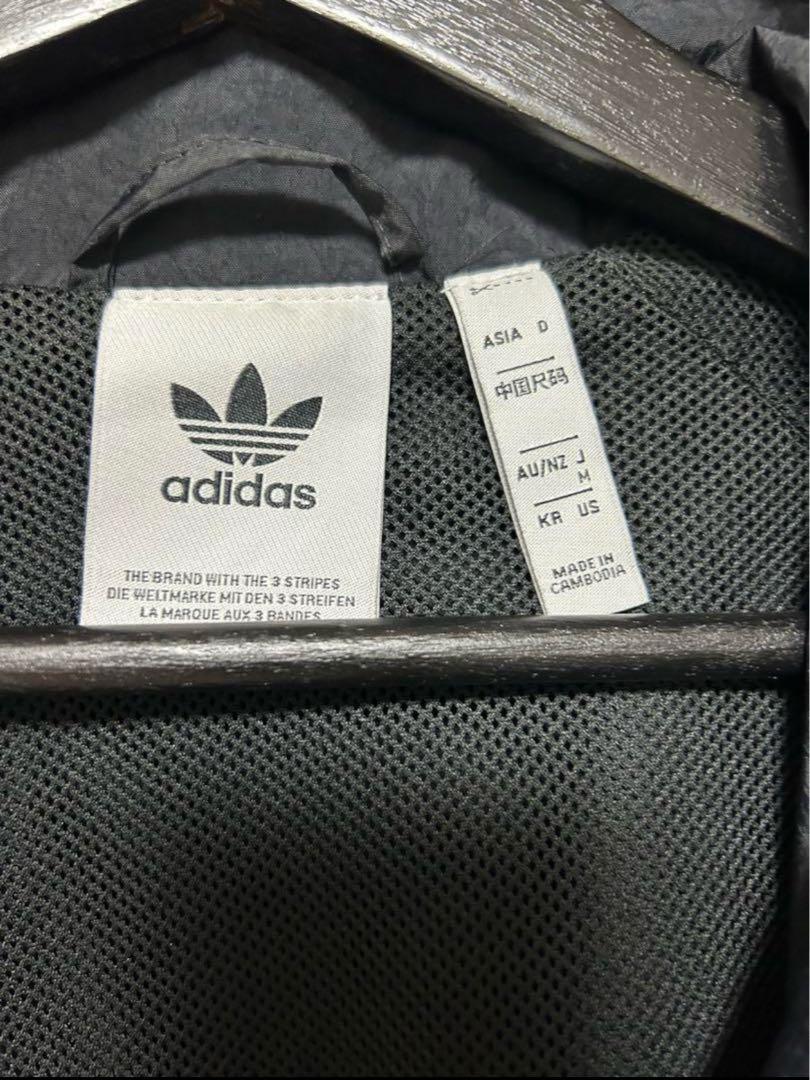 adidas
THE BRAND WITH THE 3 STRIPES
DIE WELTMARKE MIT DEN 3 STREIFEN
LA MARQUE AUX 3 BANDES
ASIA D
中国尺码
AU/NZ J
M
KR US
MADE IN
CAMBODIA